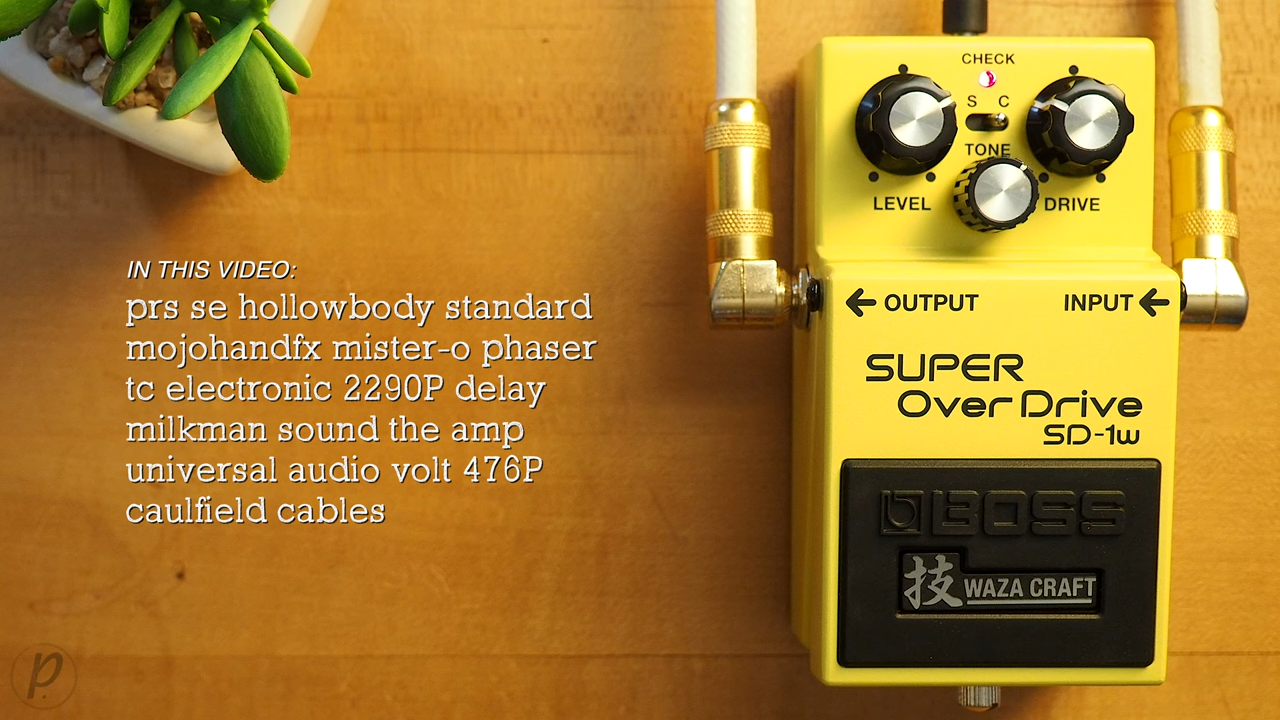 IN THIS VIDEO:
prs se hollowbody standard
mojohandfx mister-o phaser
tc electronic 2290P delay
milkman sound the amp
universal audio volt 476P
caulfield cables
p
CHECK
S C
TONE
LEVEL DRIVE
OUTPUT INPUT
SUPER
Over Drive
SD-1w
BOSS
技 WAZA CRAFT